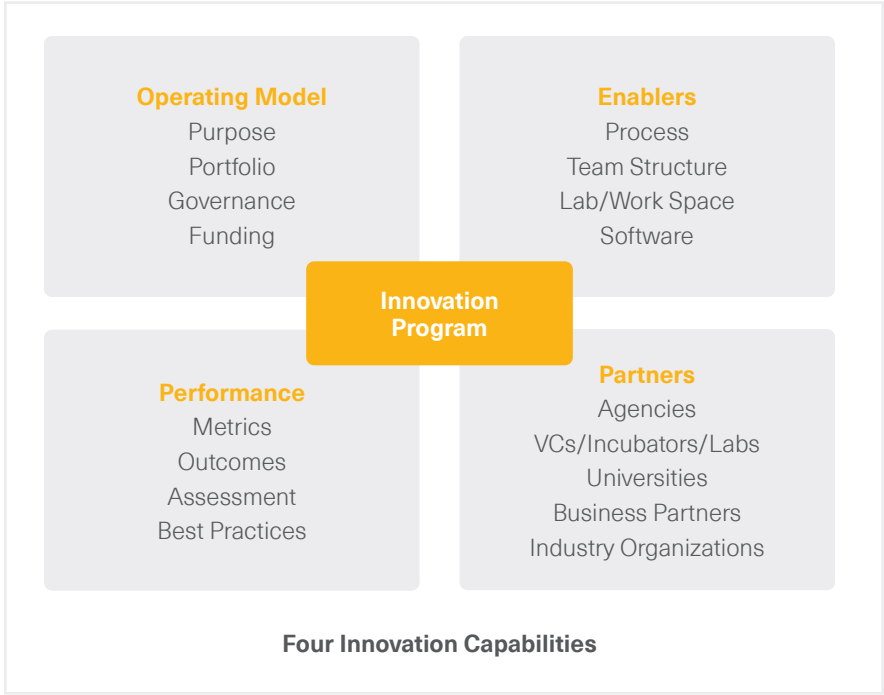 Operating Model
Purpose
Portfolio
Governance
Funding
Enablers
Process
Team Structure
Lab/Work Space
Software
Innovation
Program
Performance
Metrics
Outcomes
Assessment
Best Practices
Partners
Agencies
VCs/Incubators/Labs
Universities
Business Partners
Industry Organizations
Four Innovation Capabilities